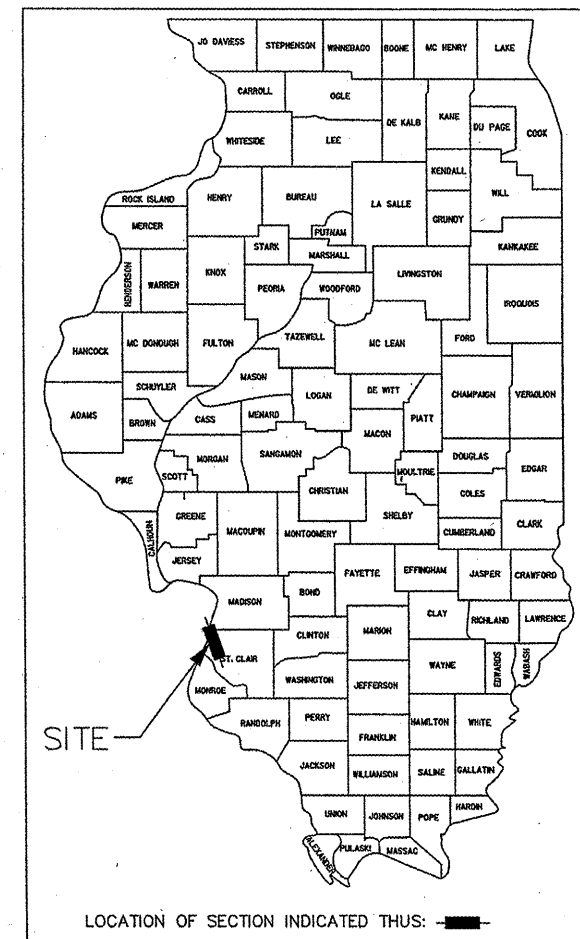 JO DAVIESS
STEPHENSON
WINNEBAGO
BOONE
MC HENRY
LAKE
CARROLL
OGLE
DE KALB
KANE
DU PAGE
COOK
WHITESIDE
LEE
KENDALL
WILL
ROCK ISLAND
HENRY
BUREAU
LA SALLE
GRUNDY
MERCER
PUTNAM
STARK
MARSHALL
KANKAKEE
HENDERSON
WARREN
KNOX
PEORIA
WOODFORD
LIVINGSTON
IROQUOIS
HANCOCK
MC DONOUGH
FULTON
TAZEWELL
MC LEAN
FORD
SCHUYLER
MASON
LOGAN
DE WITT
CHAMPAIGN
VERMILION
ADAMS
BROWN
CASS
MENARD
PIATT
MACON
PIKE
SCOTT
MORGAN
SANGAMON
MOULTRIE
DOUGLAS
EDGAR
CHRISTIAN
COLES
CALHOUN
GREENE
MACOUPIN
MONTGOMERY
SHELBY
CUMBERLAND
CLARK
JERSEY
FAYETTE
EFFINGHAM
JASPER
CRAWFORD
MADISON
BOND
CLAY
RICHLAND
LAWRENCE
CLINTON
MARION
ST. CLAIR
WAYNE
EDWARDS
WABASH
MONROE
WASHINGTON
JEFFERSON
SITE
RANDOLPH
PERRY
HAMILTON
WHITE
FRANKLIN
JACKSON
WILLIAMSON
SALINE
GALLATIN
UNION
JOHNSON
POPE
HARDIN
ALEXANDER
PULASKI
MASSAC
LOCATION OF SECTION INDICATED THUS: